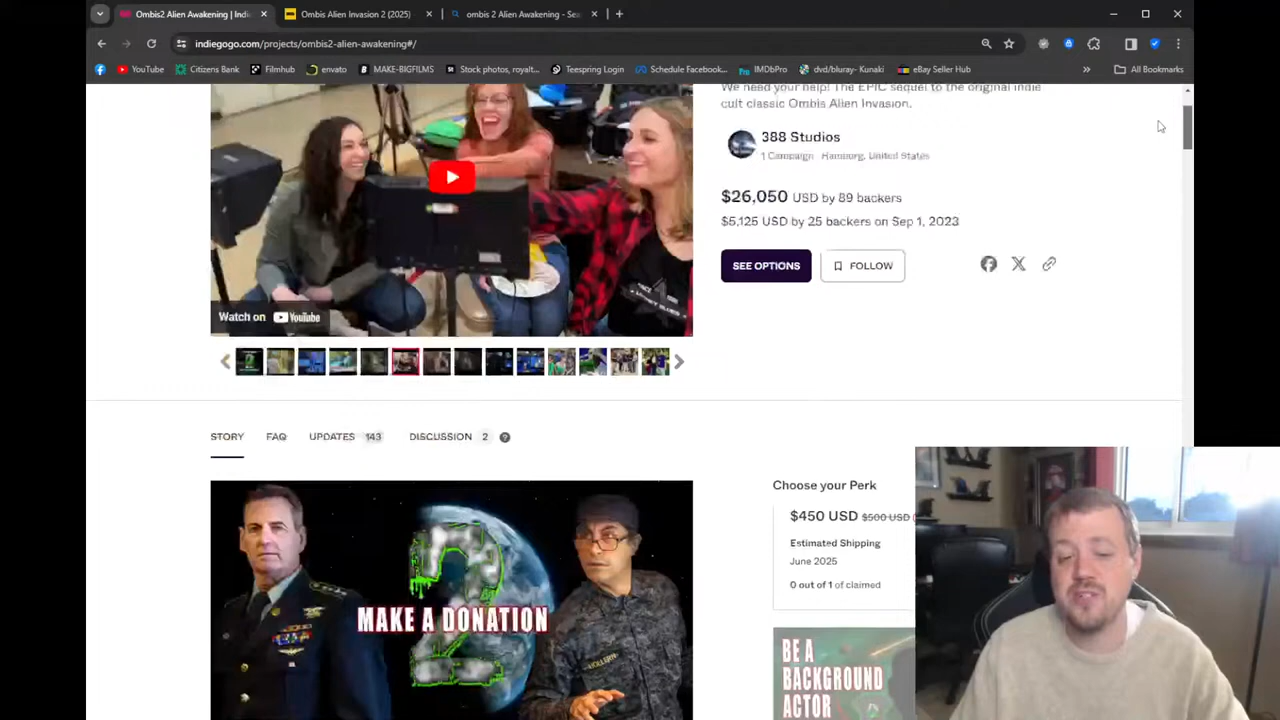 Ombis2 Alien Awakening | Indie
Ombis Alien Invasion 2 (2025)
ombis 2 Alien Awakening - Sea
indiegogo.com/projects/ombis2-alien-awakening#/
YouTube
Citizens Bank
Filmhub
envato
MAKE-BIGFILMS
Stock photos, royalt...
Teespring Login
Schedule Facebook...
IMDbPro
dvd/bluray- Kunaki
eBay Seller Hub
All Bookmarks
We need your help! The EPIC sequel to the original indie
cult classic Ombis Alien Invasion.
388 Studios
1 Campaign Hamburg, United States
$26,050 USD by 89 backers
$5,125 USD by 25 backers on Sep 1, 2023
SEE OPTIONS
FOLLOW
Watch on YouTube
STORY
FAQ
UPDATES 143
DISCUSSION 2
Choose your Perk
$450 USD $500 USD
Estimated Shipping
June 2025
0 out of 1 of claimed
2
MAKE A DONATION
BE A
BACKGROUND
ACTOR